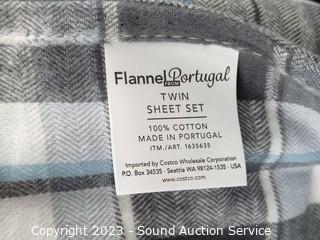 Flannel FROM Portugal
TWIN
SHEET SET
100% COTTON
MADE IN PORTUGAL
ITM./ART. 1635635
Imported by Costco Wholesale Corporation
P.O. Box 34535 · Seattle WA 98124-1535 · USA
www.costco.com
Copyright 2023 - Sound Auction Service